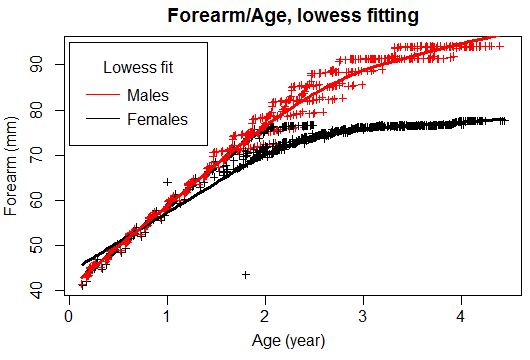 Forearm/Age, lowess fitting
Lowess fit
Males
Females
Forearm (mm)
90
80
70
60
50
40
0 1 2 3 4
Age (year)